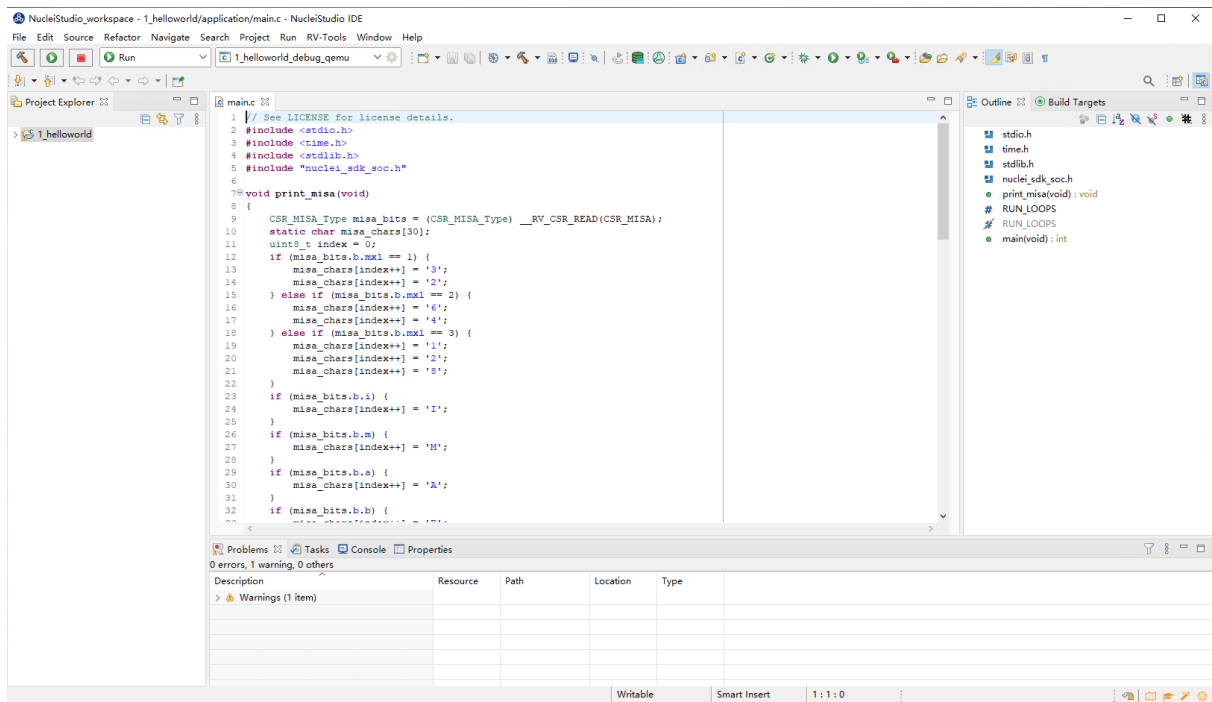 NucleiStudio_workspace - 1_helloworld/application/main.c - NucleiStudio IDE
File Edit Source Refactor Navigate Search Project Run RV-Tools Window Help
Run
1_helloworld_debug_qemu
Project Explorer
1_helloworld
main.c
1 // See LICENSE for license details.
2 #include <stdio.h>
3 #include <time.h>
4 #include <stdlib.h>
5 #include "nuclei_sdk_soc.h"
6
7 void print_misa(void)
8 {
9 CSR_MISA_Type misa_bits = (CSR_MISA_Type) __RV_CSR_READ(CSR_MISA);
10 static char misa_chars[30];
11 uint8_t index = 0;
12 if (misa_bits.b.mxl == 1) {
13 misa_chars[index++] = '3';
14 misa_chars[index++] = '2';
15 } else if (misa_bits.b.mxl == 2) {
16 misa_chars[index++] = '6';
17 misa_chars[index++] = '4';
18 } else if (misa_bits.b.mxl == 3) {
19 misa_chars[index++] = '1';
20 misa_chars[index++] = '2';
21 misa_chars[index++] = '8';
22 }
23 if (misa_bits.b.i) {
24 misa_chars[index++] = 'I';
25 }
26 if (misa_bits.b.m) {
27 misa_chars[index++] = 'M';
28 }
29 if (misa_bits.b.a) {
30 misa_chars[index++] = 'A';
31 }
32 if (misa_bits.b.b) {
Outline Build Targets
stdio.h
time.h
stdlib.h
nuclei_sdk_soc.h
print_misa(void) : void
RUN_LOOPS
RUN_LOOPS
main(void) : int
Problems Tasks Console Properties
0 errors, 1 warning, 0 others
Description Resource Path Location Type
Warnings (1 item)
Writable Smart Insert 1 : 1 : 0